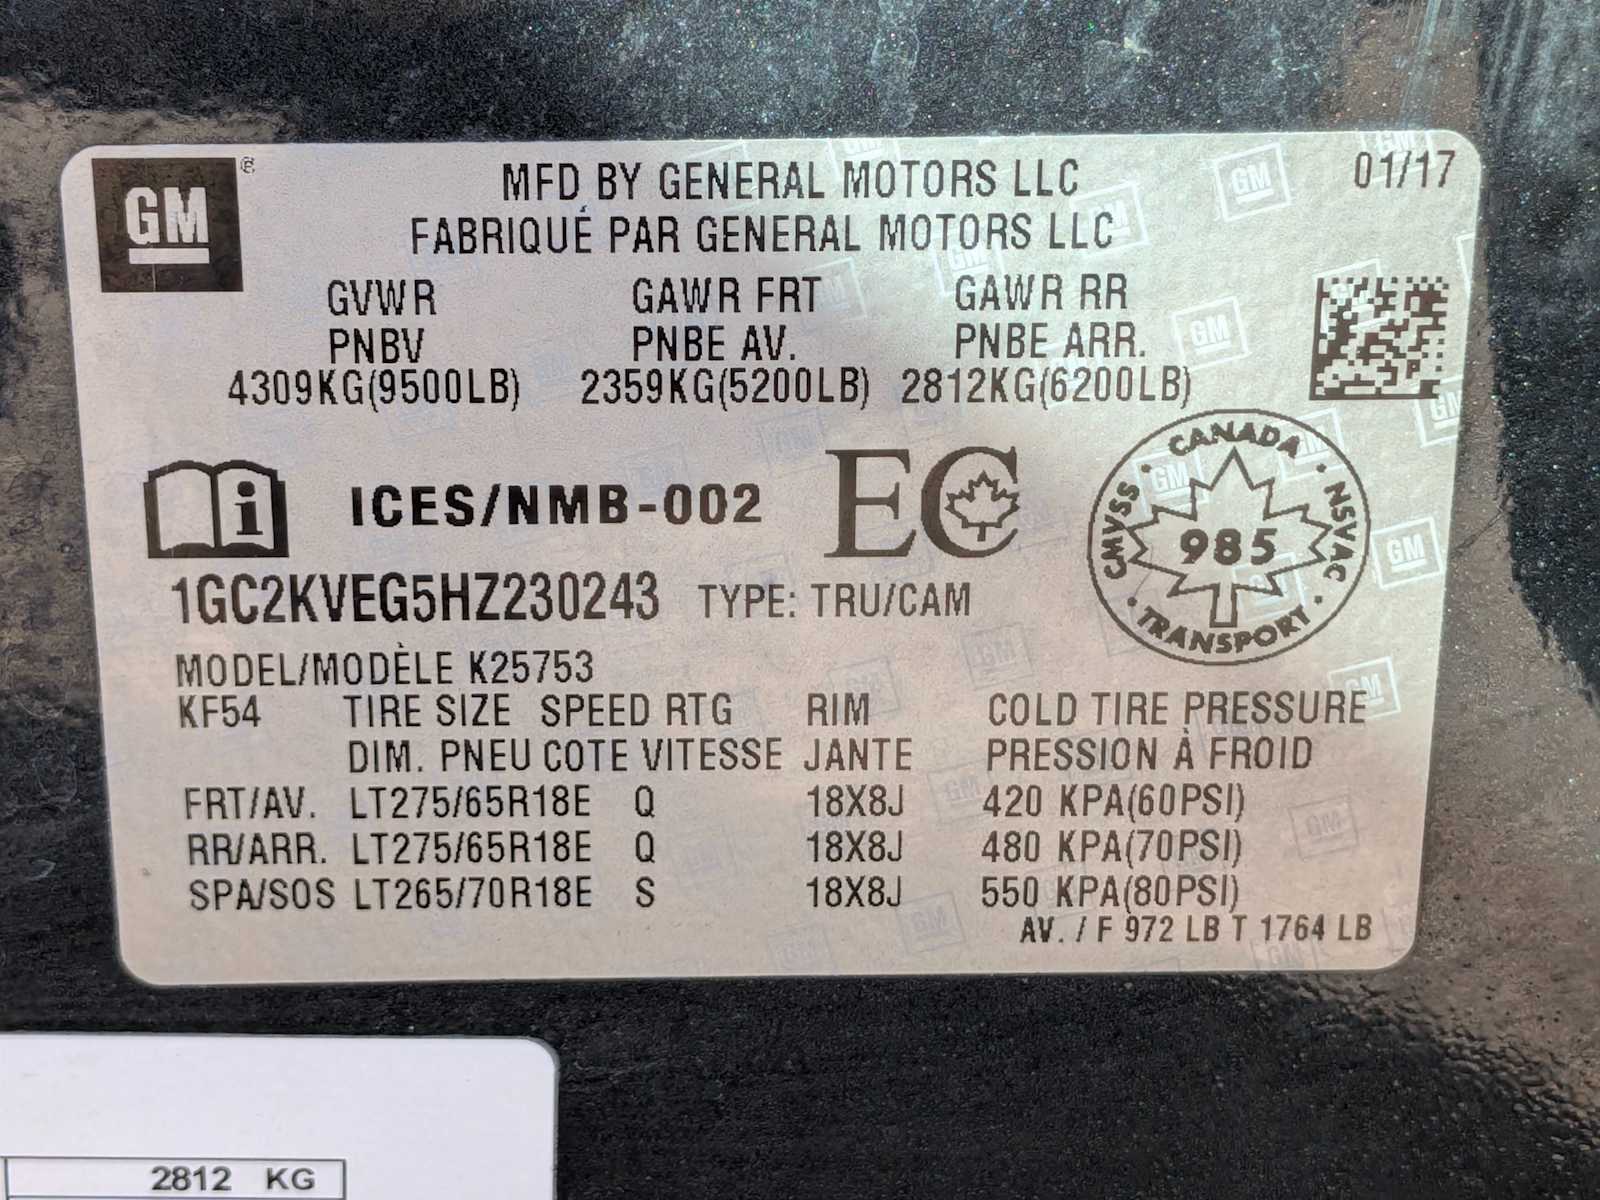 GM
MFD BY GENERAL MOTORS LLC 01/17
FABRIQUÉ PAR GENERAL MOTORS LLC
GVWR GAWR FRT GAWR RR
PNBV PNBE AV. PNBE ARR.
4309KG(9500LB) 2359KG(5200LB) 2812KG(6200LB)
ICES/NMB-002 EC
CANADA
CMVSS 985 NSVAC
TRANSPORT
1GC2KVEG5HZ230243 TYPE: TRU/CAM
MODEL/MODÈLE K25753
KF54 TIRE SIZE SPEED RTG RIM COLD TIRE PRESSURE
DIM. PNEU COTE VITESSE JANTE PRESSION À FROID
FRT/AV. LT275/65R18E Q 18X8J 420 KPA(60PSI)
RR/ARR. LT275/65R18E Q 18X8J 480 KPA(70PSI)
SPA/SOS LT265/70R18E S 18X8J 550 KPA(80PSI)
AV. / F 972 LB T 1764 LB
2812 KG